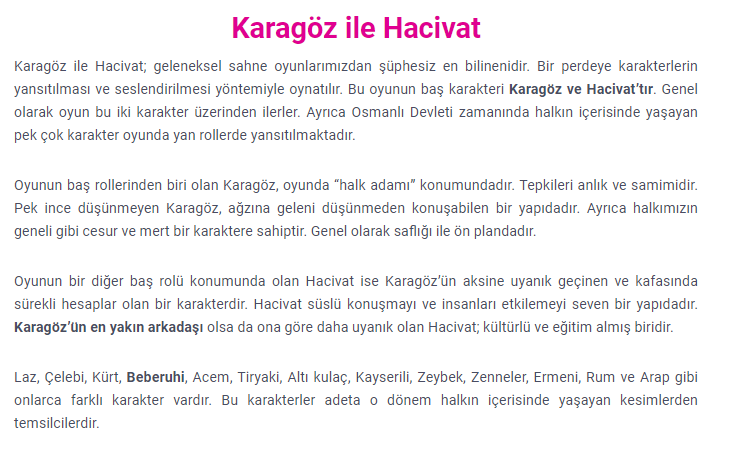 Karagöz ile Hacivat
Karagöz ile Hacivat; geleneksel sahne oyunlarımızdan şüphesiz en bilinenidir. Bir perdeye karakterlerin
yansıtılması ve seslendirilmesi yöntemiyle oynatılır. Bu oyunun baş karakteri Karagöz ve Hacivat’tır. Genel
olarak oyun bu iki karakter üzerinden ilerler. Ayrıca Osmanlı Devleti zamanında halkın içerisinde yaşayan
pek çok karakter oyunda yan rollerde yansıtılmaktadır.
Oyunun baş rollerinden biri olan Karagöz, oyunda “halk adamı” konumundadır. Tepkileri anlık ve samimidir.
Pek ince düşünmeyen Karagöz, ağzına geleni düşünmeden konuşabilen bir yapıdadır. Ayrıca halkımızın
geneli gibi cesur ve mert bir karaktere sahiptir. Genel olarak saflığı ile ön plandadır.
Oyunun bir diğer baş rolü konumunda olan Hacivat ise Karagöz’ün aksine uyanık geçinen ve kafasında
sürekli hesaplar olan bir karakterdir. Hacivat süslü konuşmayı ve insanları etkilemeyi seven bir yapıdadır.
Karagöz’ün en yakın arkadaşı olsa da ona göre daha uyanık olan Hacivat; kültürlü ve eğitim almış biridir.
Laz, Çelebi, Kürt, Beberuhi, Acem, Tiryaki, Altı kulaç, Kayserili, Zeybek, Zenneler, Ermeni, Rum ve Arap gibi
onlarca farklı karakter vardır. Bu karakterler adeta o dönem halkın içerisinde yaşayan kesimlerden
temsilcilerdir.